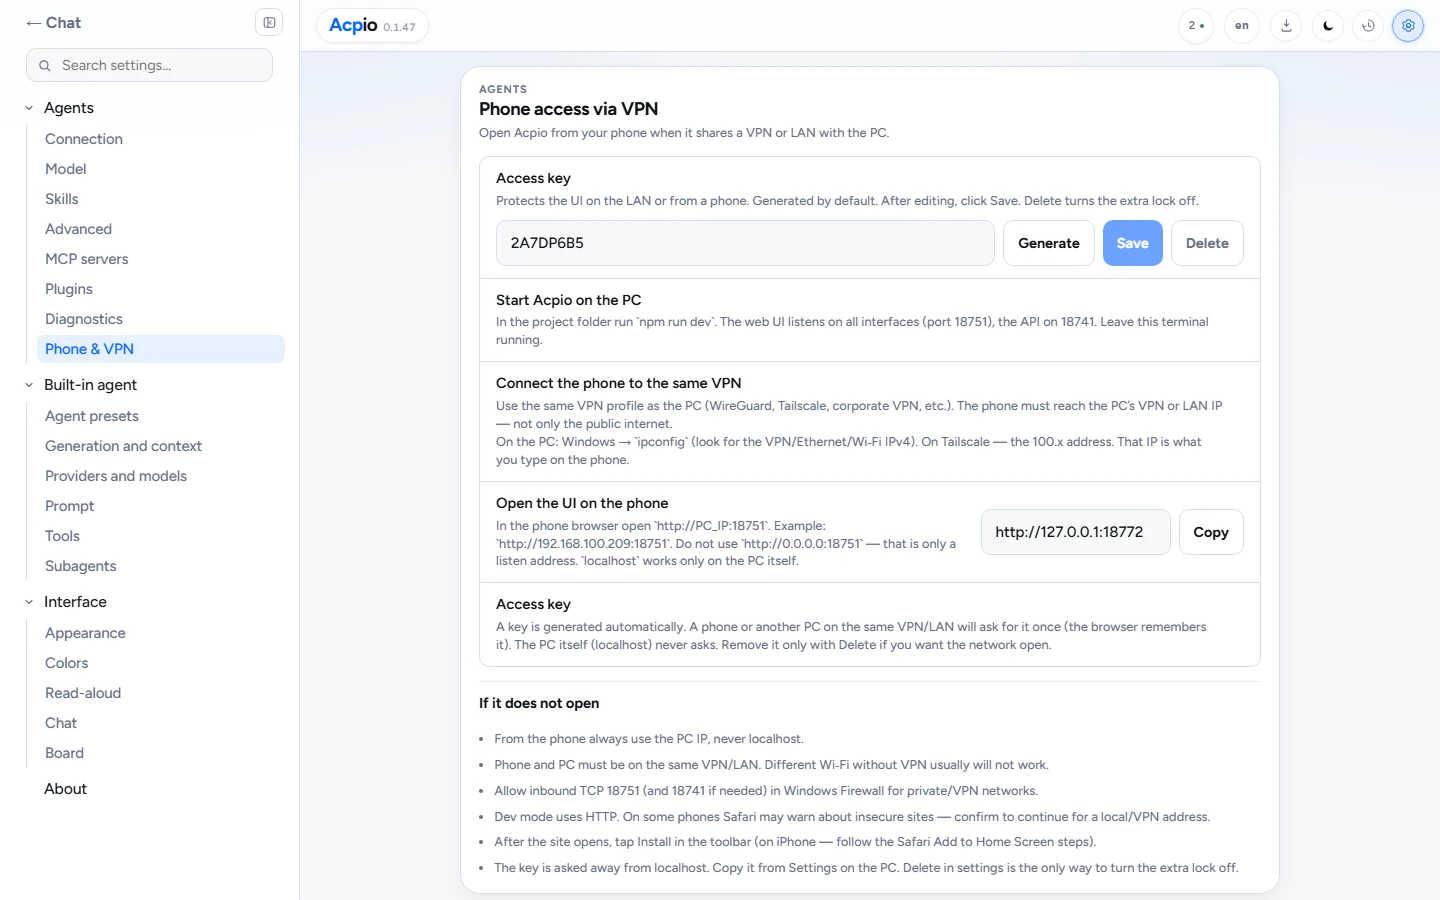 ← Chat
Search settings...
Agents
Connection
Model
Skills
Advanced
MCP servers
Plugins
Diagnostics
Phone & VPN
Built-in agent
Agent presets
Generation and context
Providers and models
Prompt
Tools
Subagents
Interface
Appearance
Colors
Read-aloud
Chat
Board
About
Acpio 0.1.47
2
en
AGENTS
Phone access via VPN
Open Acpio from your phone when it shares a VPN or LAN with the PC.
Access key
Protects the UI on the LAN or from a phone. Generated by default. After editing, click Save. Delete turns the extra lock off.
2A7DP6B5
Generate
Save
Delete
Start Acpio on the PC
In the project folder run `npm run dev`. The web UI listens on all interfaces (port 18751), the API on 18741. Leave this terminal
running.
Connect the phone to the same VPN
Use the same VPN profile as the PC (WireGuard, Tailscale, corporate VPN, etc.). The phone must reach the PC's VPN or LAN IP
— not only the public internet.
On the PC: Windows → `ipconfig` (look for the VPN/Ethernet/Wi-Fi IPv4). On Tailscale — the 100.x address. That IP is what
you type on the phone.
Open the UI on the phone
In the phone browser open `http://PC_IP:18751`. Example:
`http://192.168.100.209:18751`. Do not use `http://0.0.0.0:18751` — that is only a
listen address. `localhost` works only on the PC itself.
http://127.0.0.1:18772
Copy
Access key
A key is generated automatically. A phone or another PC on the same VPN/LAN will ask for it once (the browser remembers
it). The PC itself (localhost) never asks. Remove it only with Delete if you want the network open.
If it does not open
• From the phone always use the PC IP, never localhost.
• Phone and PC must be on the same VPN/LAN. Different Wi-Fi without VPN usually will not work.
• Allow inbound TCP 18751 (and 18741 if needed) in Windows Firewall for private/VPN networks.
• Dev mode uses HTTP. On some phones Safari may warn about insecure sites — confirm to continue for a local/VPN address.
• After the site opens, tap Install in the toolbar (on iPhone — follow the Safari Add to Home Screen steps).
• The key is asked away from localhost. Copy it from Settings on the PC. Delete in settings is the only way to turn the extra lock off.